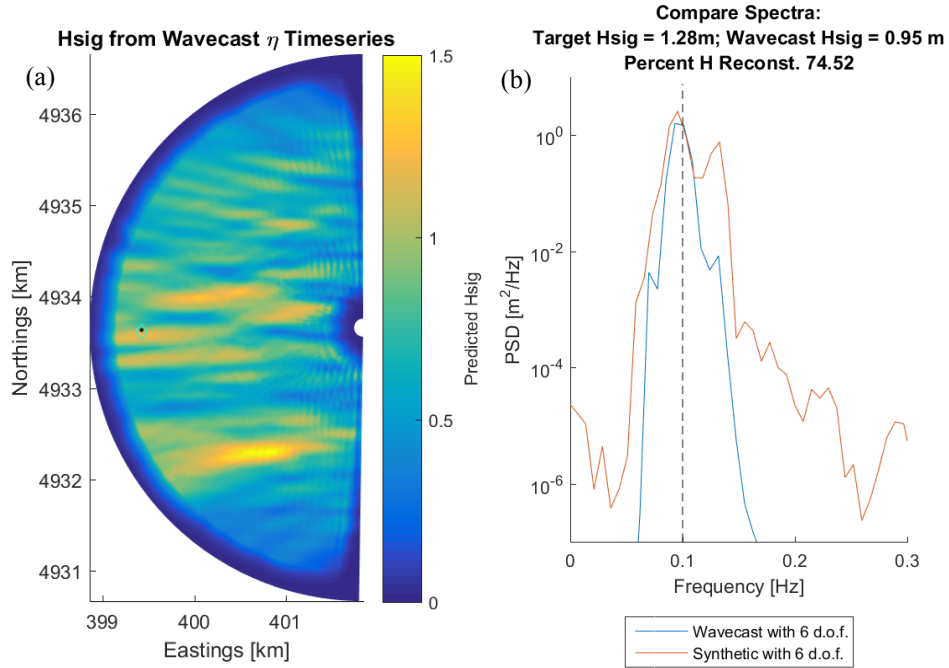 Hsig from Wavecast η Timeseries
(a)
4936
4935
4934
4933
4932
4931
Northings [km]
399
400
401
Eastings [km]
1.5
1
0.5
0
Predicted Hsig
Compare Spectra:
Target Hsig = 1.28m; Wavecast Hsig = 0.95 m
Percent H Reconst. 74.52
(b)
10^0
10^-2
10^-4
10^-6
PSD [m^2/Hz]
0
0.1
0.2
0.3
Frequency [Hz]
Wavecast with 6 d.o.f.
Synthetic with 6 d.o.f.